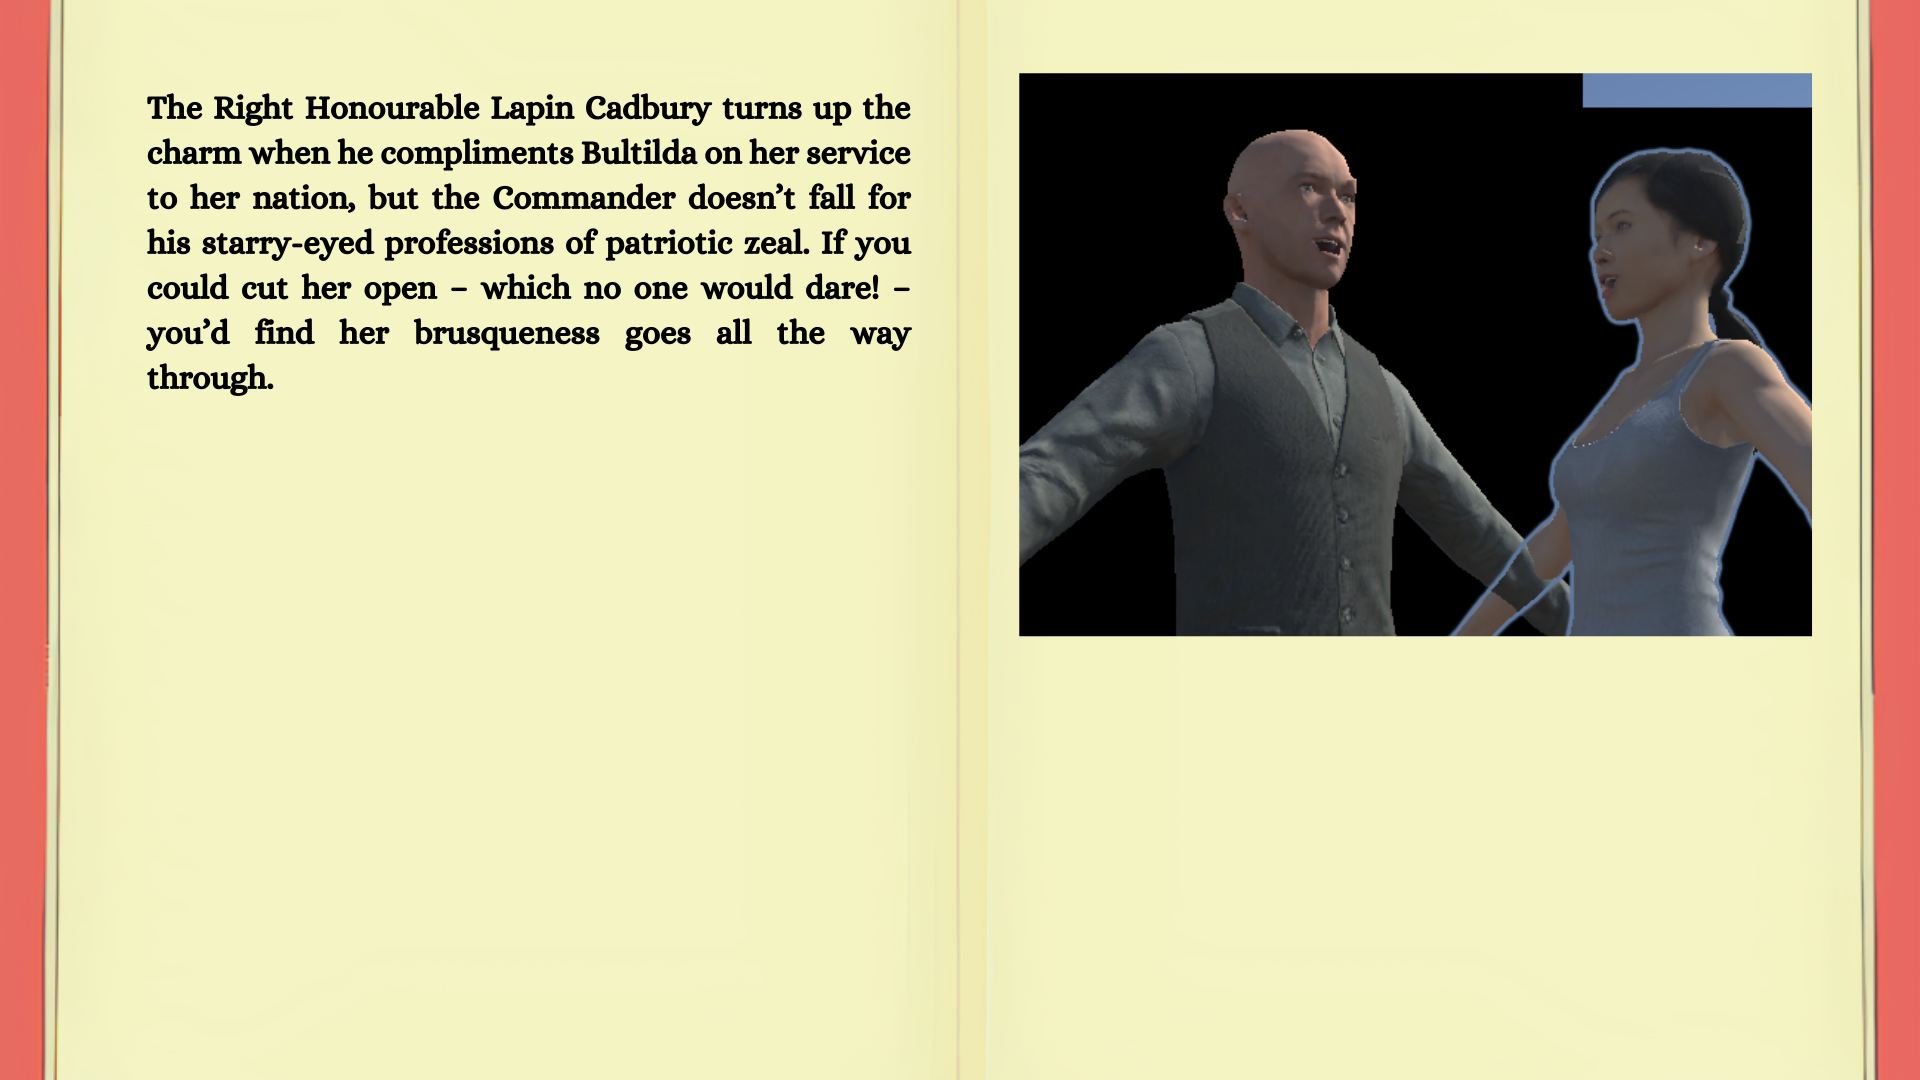 The Right Honourable Lapin Cadbury turns up the
charm when he compliments Bultilda on her service
to her nation, but the Commander doesn’t fall for
his starry-eyed professions of patriotic zeal. If you
could cut her open – which no one would dare! –
you’d find her brusqueness goes all the way
through.